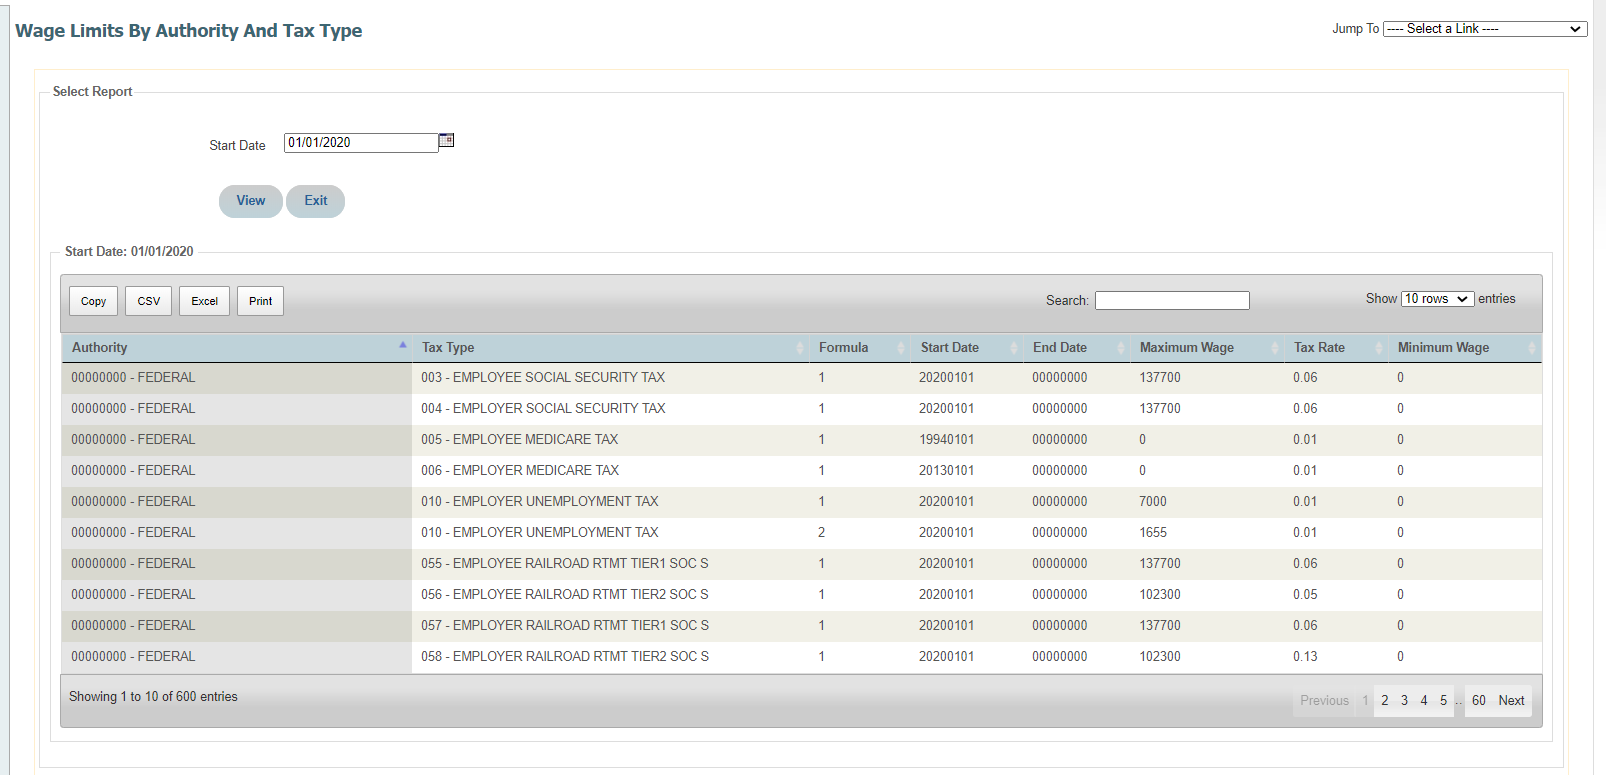 Wage Limits By Authority And Tax Type
Jump To ---- Select a Link ----
Select Report
Start Date 01/01/2020
View Exit
Start Date: 01/01/2020
Copy CSV Excel Print Search: Show 10 rows entries
Authority Tax Type Formula Start Date End Date Maximum Wage Tax Rate Minimum Wage
00000000 - FEDERAL 003 - EMPLOYEE SOCIAL SECURITY TAX 1 20200101 00000000 137700 0.06 0
00000000 - FEDERAL 004 - EMPLOYER SOCIAL SECURITY TAX 1 20200101 00000000 137700 0.06 0
00000000 - FEDERAL 005 - EMPLOYEE MEDICARE TAX 1 19940101 00000000 0 0.01 0
00000000 - FEDERAL 006 - EMPLOYER MEDICARE TAX 1 20130101 00000000 0 0.01 0
00000000 - FEDERAL 010 - EMPLOYER UNEMPLOYMENT TAX 1 20200101 00000000 7000 0.01 0
00000000 - FEDERAL 010 - EMPLOYER UNEMPLOYMENT TAX 2 20200101 00000000 1655 0.01 0
00000000 - FEDERAL 055 - EMPLOYEE RAILROAD RTMT TIER1 SOC S 1 20200101 00000000 137700 0.06 0
00000000 - FEDERAL 056 - EMPLOYEE RAILROAD RTMT TIER2 SOC S 1 20200101 00000000 102300 0.05 0
00000000 - FEDERAL 057 - EMPLOYER RAILROAD RTMT TIER1 SOC S 1 20200101 00000000 137700 0.06 0
00000000 - FEDERAL 058 - EMPLOYER RAILROAD RTMT TIER2 SOC S 1 20200101 00000000 102300 0.13 0
Showing 1 to 10 of 600 entries
Previous 1 2 3 4 5 .. 60 Next